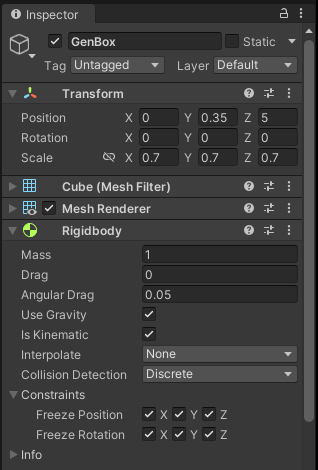 Inspector
GenBox Static
Tag Untagged Layer Default
Transform
Position X 0 Y 0.35 Z 5
Rotation X 0 Y 0 Z 0
Scale X 0.7 Y 0.7 Z 0.7
Cube (Mesh Filter)
Mesh Renderer
Rigidbody
Mass 1
Drag 0
Angular Drag 0.05
Use Gravity
Is Kinematic
Interpolate None
Collision Detection Discrete
Constraints
Freeze Position X Y Z
Freeze Rotation X Y Z
Info